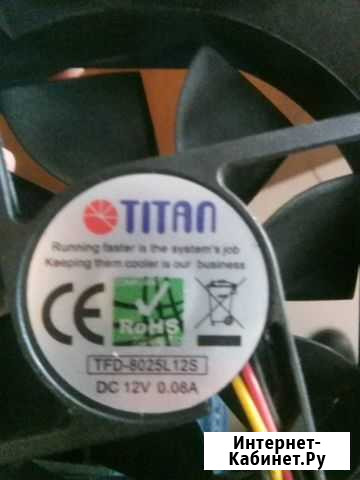 TITAN
Running faster is the system's job
Keeping them cooler is our business
CE
RoHS
TFD-8025L12S
DC 12V 0.08A
Интернет-
Кабинет.Ру